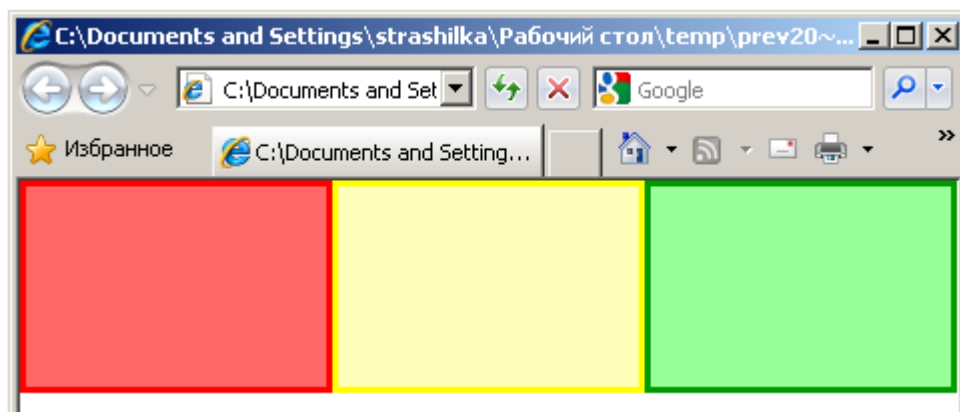 C:\Documents and Settings\strashilka\Рабочий стол\temp\prev20~...
C:\Documents and Set
Google
Избранное
C:\Documents and Setting...
»